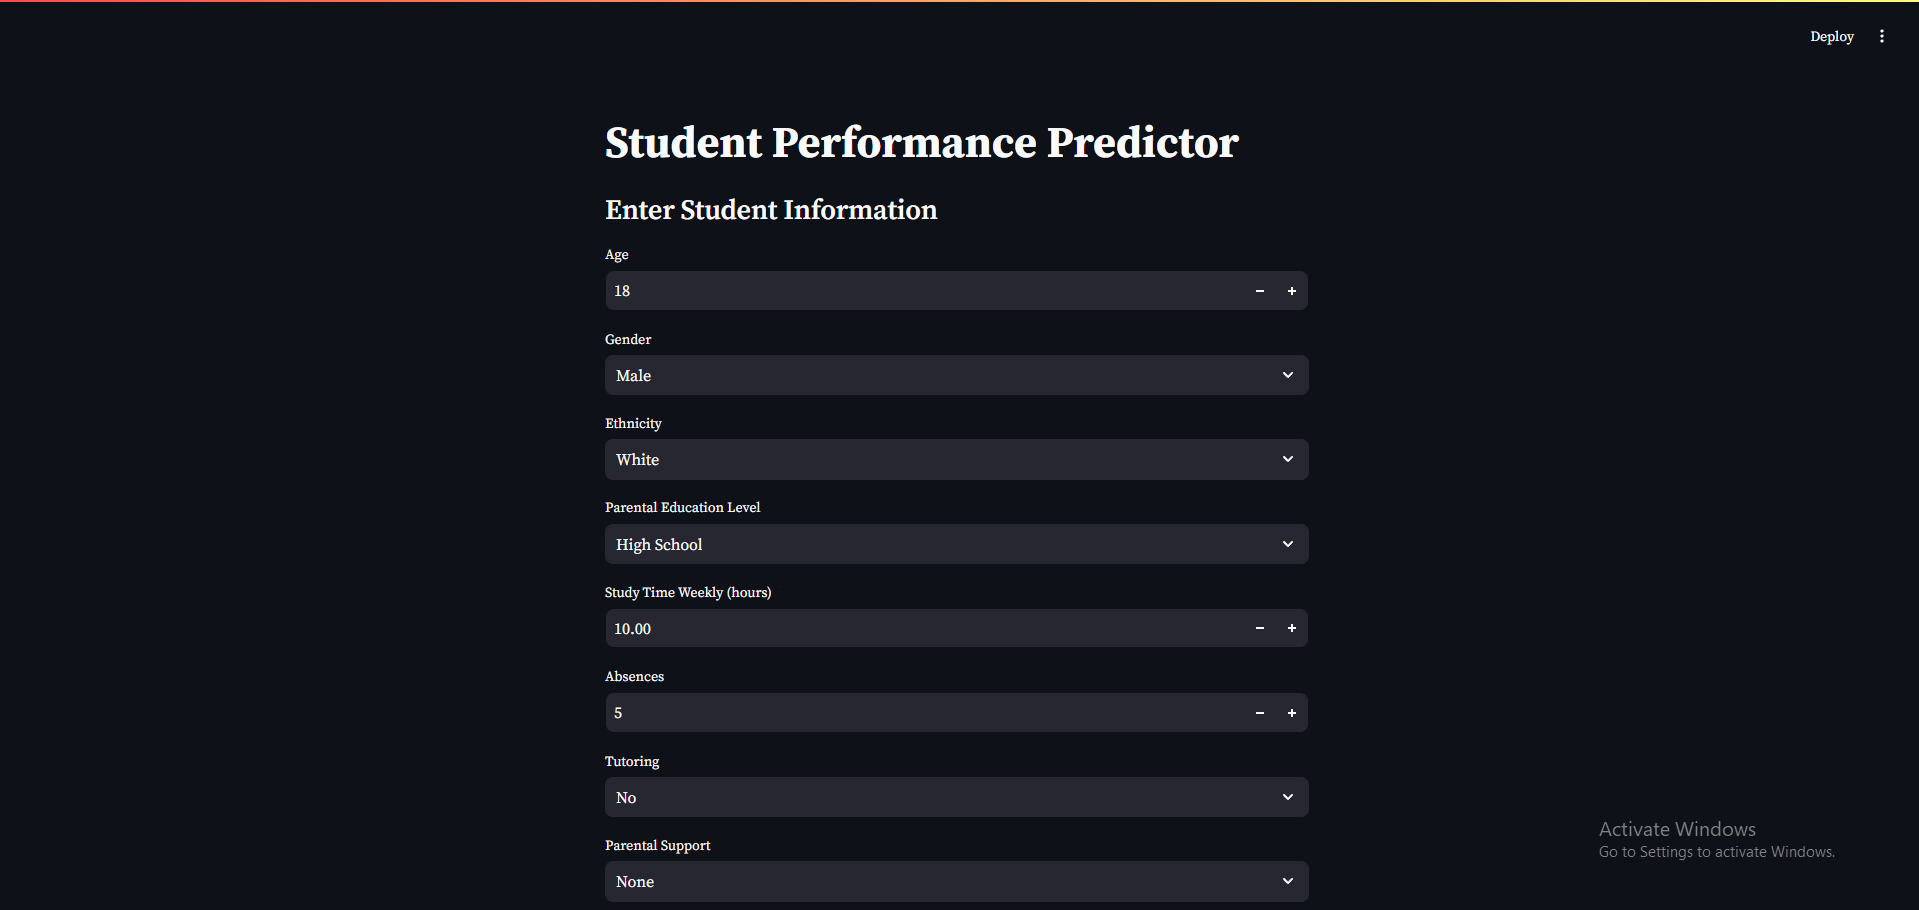 Deploy
Student Performance Predictor
Enter Student Information
Age
18
Gender
Male
Ethnicity
White
Parental Education Level
High School
Study Time Weekly (hours)
10.00
Absences
5
Tutoring
No
Parental Support
None
Activate Windows
Go to Settings to activate Windows.